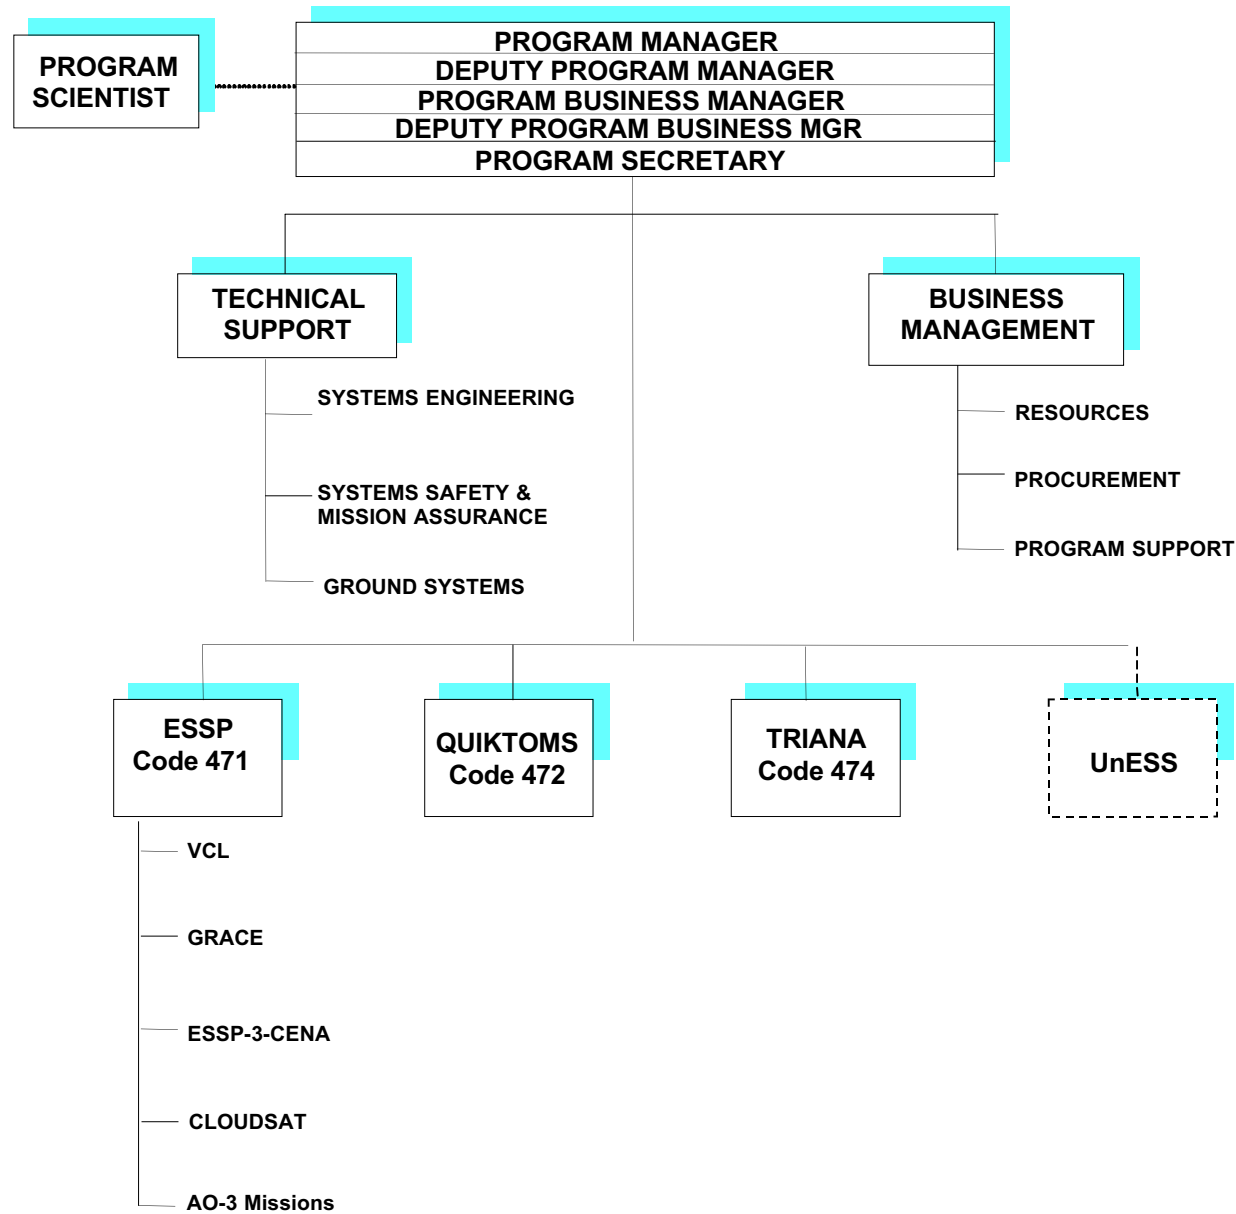 PROGRAM
SCIENTIST
PROGRAM MANAGER
DEPUTY PROGRAM MANAGER
PROGRAM BUSINESS MANAGER
DEPUTY PROGRAM BUSINESS MGR
PROGRAM SECRETARY
TECHNICAL
SUPPORT
SYSTEMS ENGINEERING
SYSTEMS SAFETY &
MISSION ASSURANCE
GROUND SYSTEMS
BUSINESS
MANAGEMENT
RESOURCES
PROCUREMENT
PROGRAM SUPPORT
ESSP
Code 471
VCL
GRACE
ESSP-3-CENA
CLOUDSAT
AO-3 Missions
QUIKTOMS
Code 472
TRIANA
Code 474
UnESS